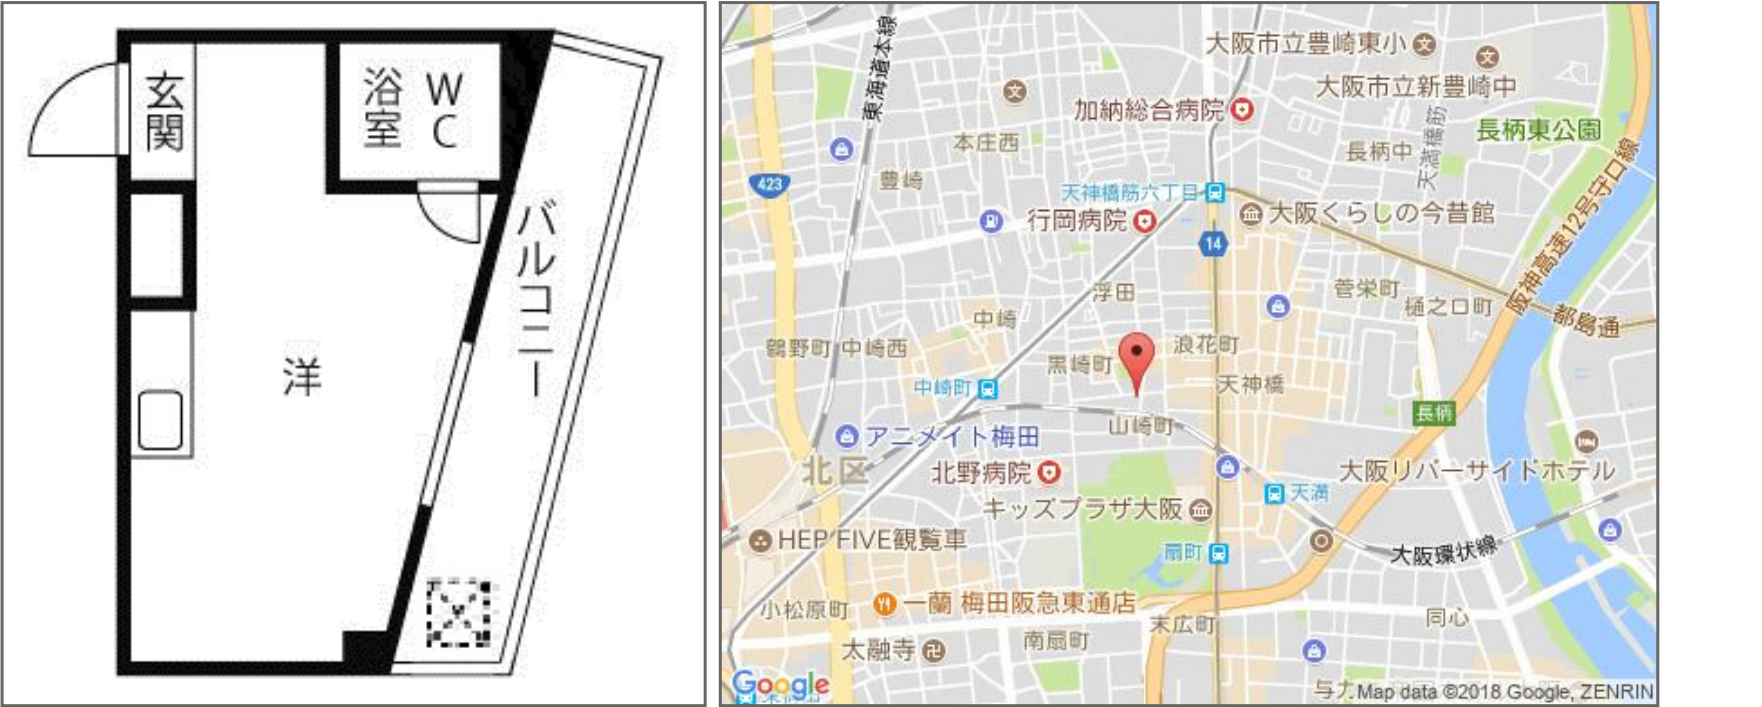 玄関
浴室
WC
洋
バルコニー
東海道本線
大阪市立豊崎東小
大阪市立新豊崎中
加納総合病院
本庄西
天満橋筋
長柄東公園
長柄中
豊崎
423
天神橋筋六丁目
行岡病院
大阪くらしの今昔館
14
阪神高速12号守口線
浮田
菅栄町
樋之口町
都島通
中崎
鶴野町
中崎西
黒崎町
浪花町
中崎町
天神橋
長柄
山崎町
アニメイト梅田
北区
北野病院
大阪リバーサイドホテル
天満
キッズプラザ大阪
HEP FIVE観覧車
扇町
大阪環状線
小松原町
一蘭 梅田阪急東通店
末広町
同心
太融寺
南扇町
Google
Map data ©2018 Google, ZENRIN